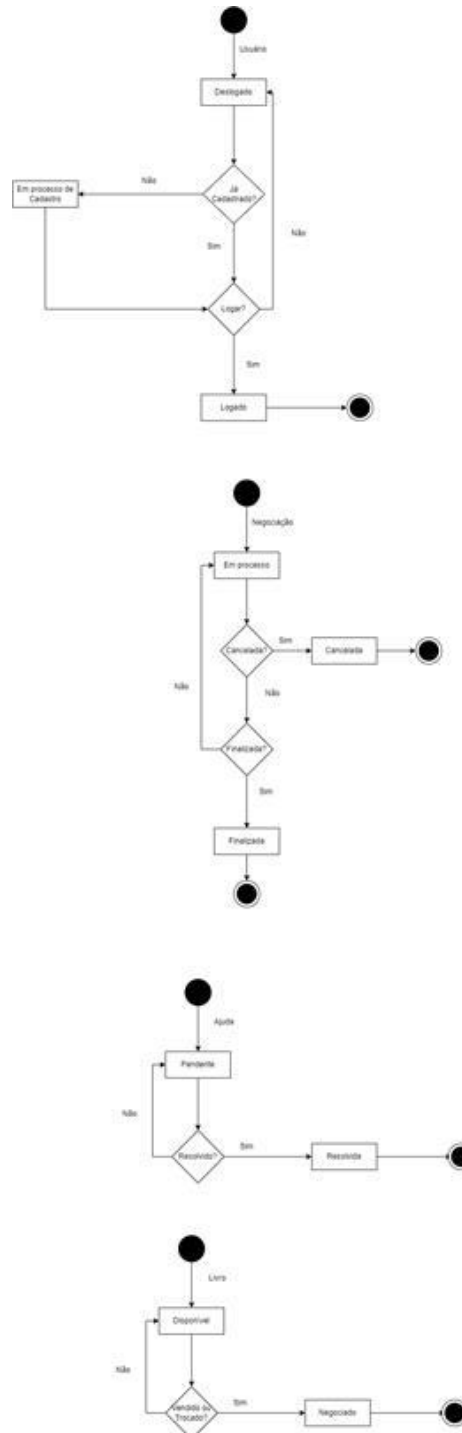 Usuário
Deslogado
Não
Já
Cadastrado?
Em processo de
Cadastro
Sim
Não
Logar?
Sim
Logado
Negociação
Em processo
Cancelada?
Sim
Cancelada
Não
Não
Finalizada?
Sim
Finalizada
Ajuda
Pendente
Não
Resolvido?
Sim
Resolvida
Livro
Disponível
Não
Vendido ou
Trocado?
Sim
Negociado